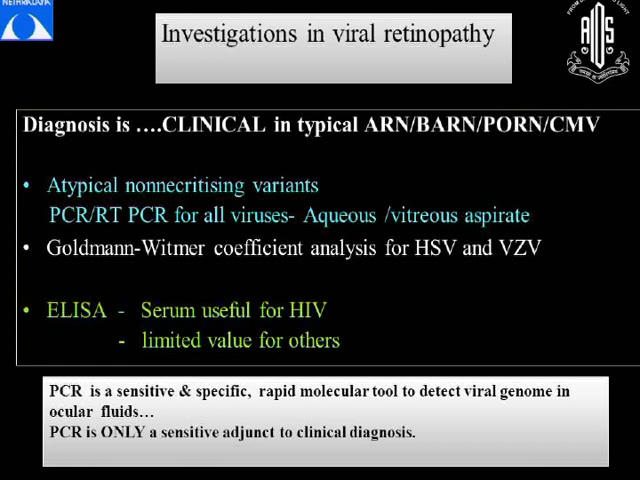 NETHRALAYA
Investigations in viral retinopathy
AIOS
Diagnosis is ….CLINICAL in typical ARN/BARN/PORN/CMV
• Atypical nonnecritising variants
PCR/RT PCR for all viruses- Aqueous /vitreous aspirate
• Goldmann-Witmer coefficient analysis for HSV and VZV
• ELISA - Serum useful for HIV
- limited value for others
PCR is a sensitive & specific, rapid molecular tool to detect viral genome in
ocular fluids…
PCR is ONLY a sensitive adjunct to clinical diagnosis.